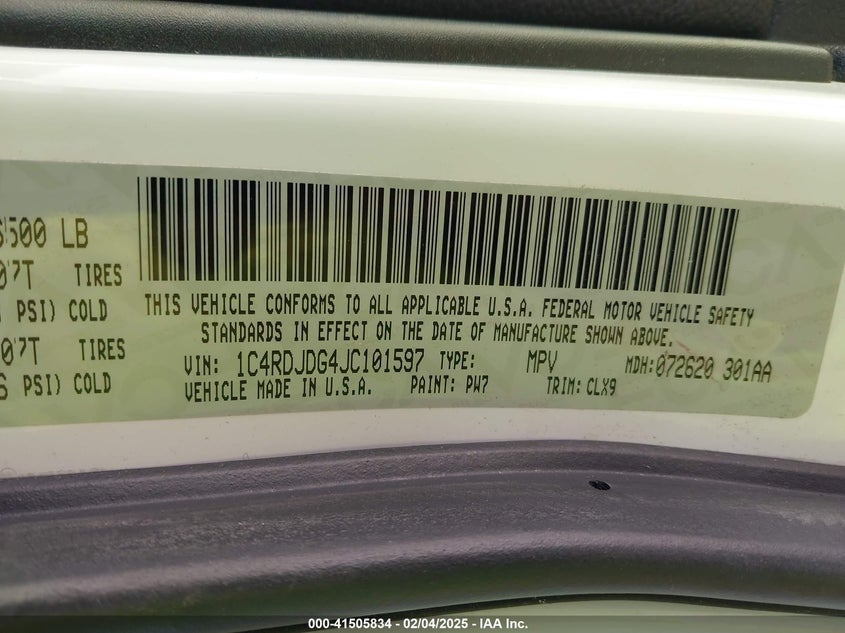 6500 LB
TIRES
PSI) COLD
TIRES
PSI) COLD
THIS VEHICLE CONFORMS TO ALL APPLICABLE U.S.A. FEDERAL MOTOR VEHICLE SAFETY
STANDARDS IN EFFECT ON THE DATE OF MANUFACTURE SHOWN ABOVE.
VIN: 1C4RDJDG4JC101597 TYPE: MPV MDH: 072620 301AA
VEHICLE MADE IN U.S.A. PAINT: PW7 TRIM: CLX9
000-41505834 - 02/04/2025 - IAA Inc.